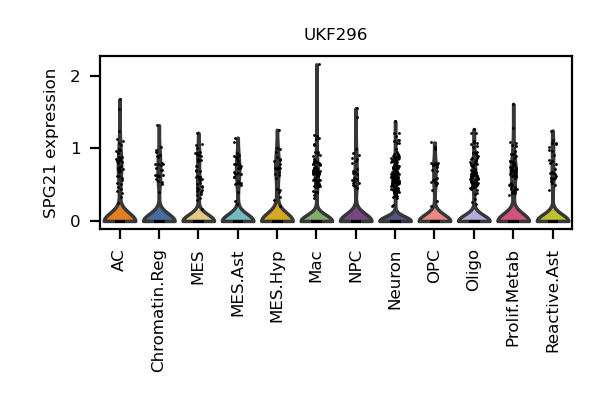 UKF296
SPG21 expression
2
1
0
AC
Chromatin.Reg
MES
MES.Ast
MES.Hyp
Mac
NPC
Neuron
OPC
Oligo
Prolif.Metab
Reactive.Ast